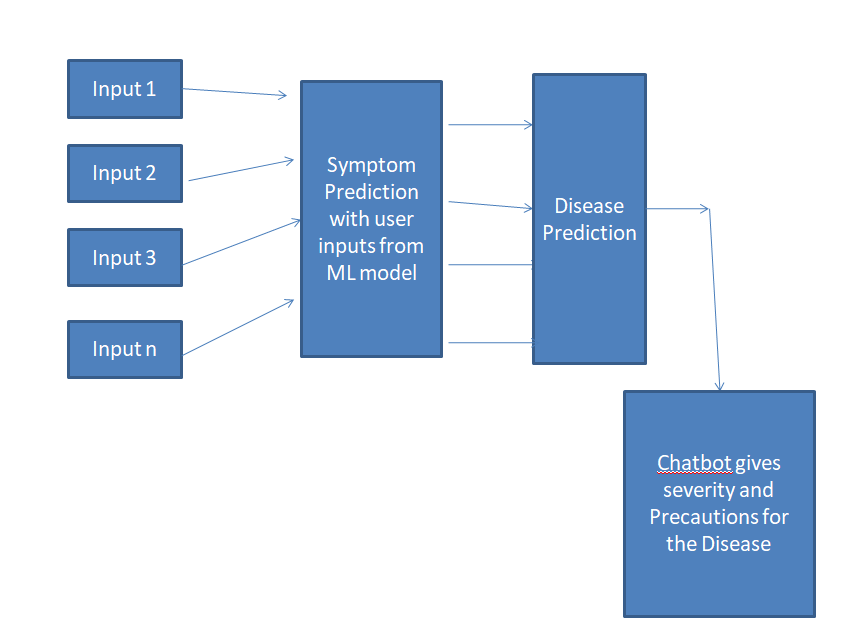 Input 1
Input 2
Input 3
Input n
Symptom
Prediction
with user
inputs from
ML model
Disease
Prediction
Chatbot gives
severity and
Precautions for
the Disease